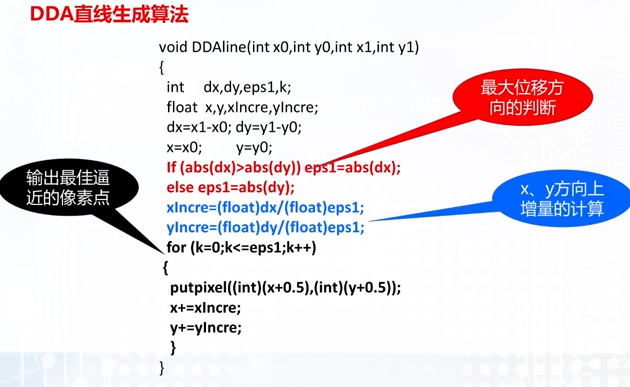 DDA直线生成算法
void DDAline(int x0,int y0,int x1,int y1)
{
int dx,dy,eps1,k;
float x,y,xIncre,yIncre;
dx=x1-x0; dy=y1-y0;
x=x0; y=y0;
If (abs(dx)>abs(dy)) eps1=abs(dx);
else eps1=abs(dy);
xIncre=(float)dx/(float)eps1;
yIncre=(float)dy/(float)eps1;
for (k=0;k<=eps1;k++)
{
putpixel((int)(x+0.5),(int)(y+0.5));
x+=xIncre;
y+=yIncre;
}
}
最大位移方
向的判断
输出最佳逼
近的像素点
x、y方向上
增量的计算